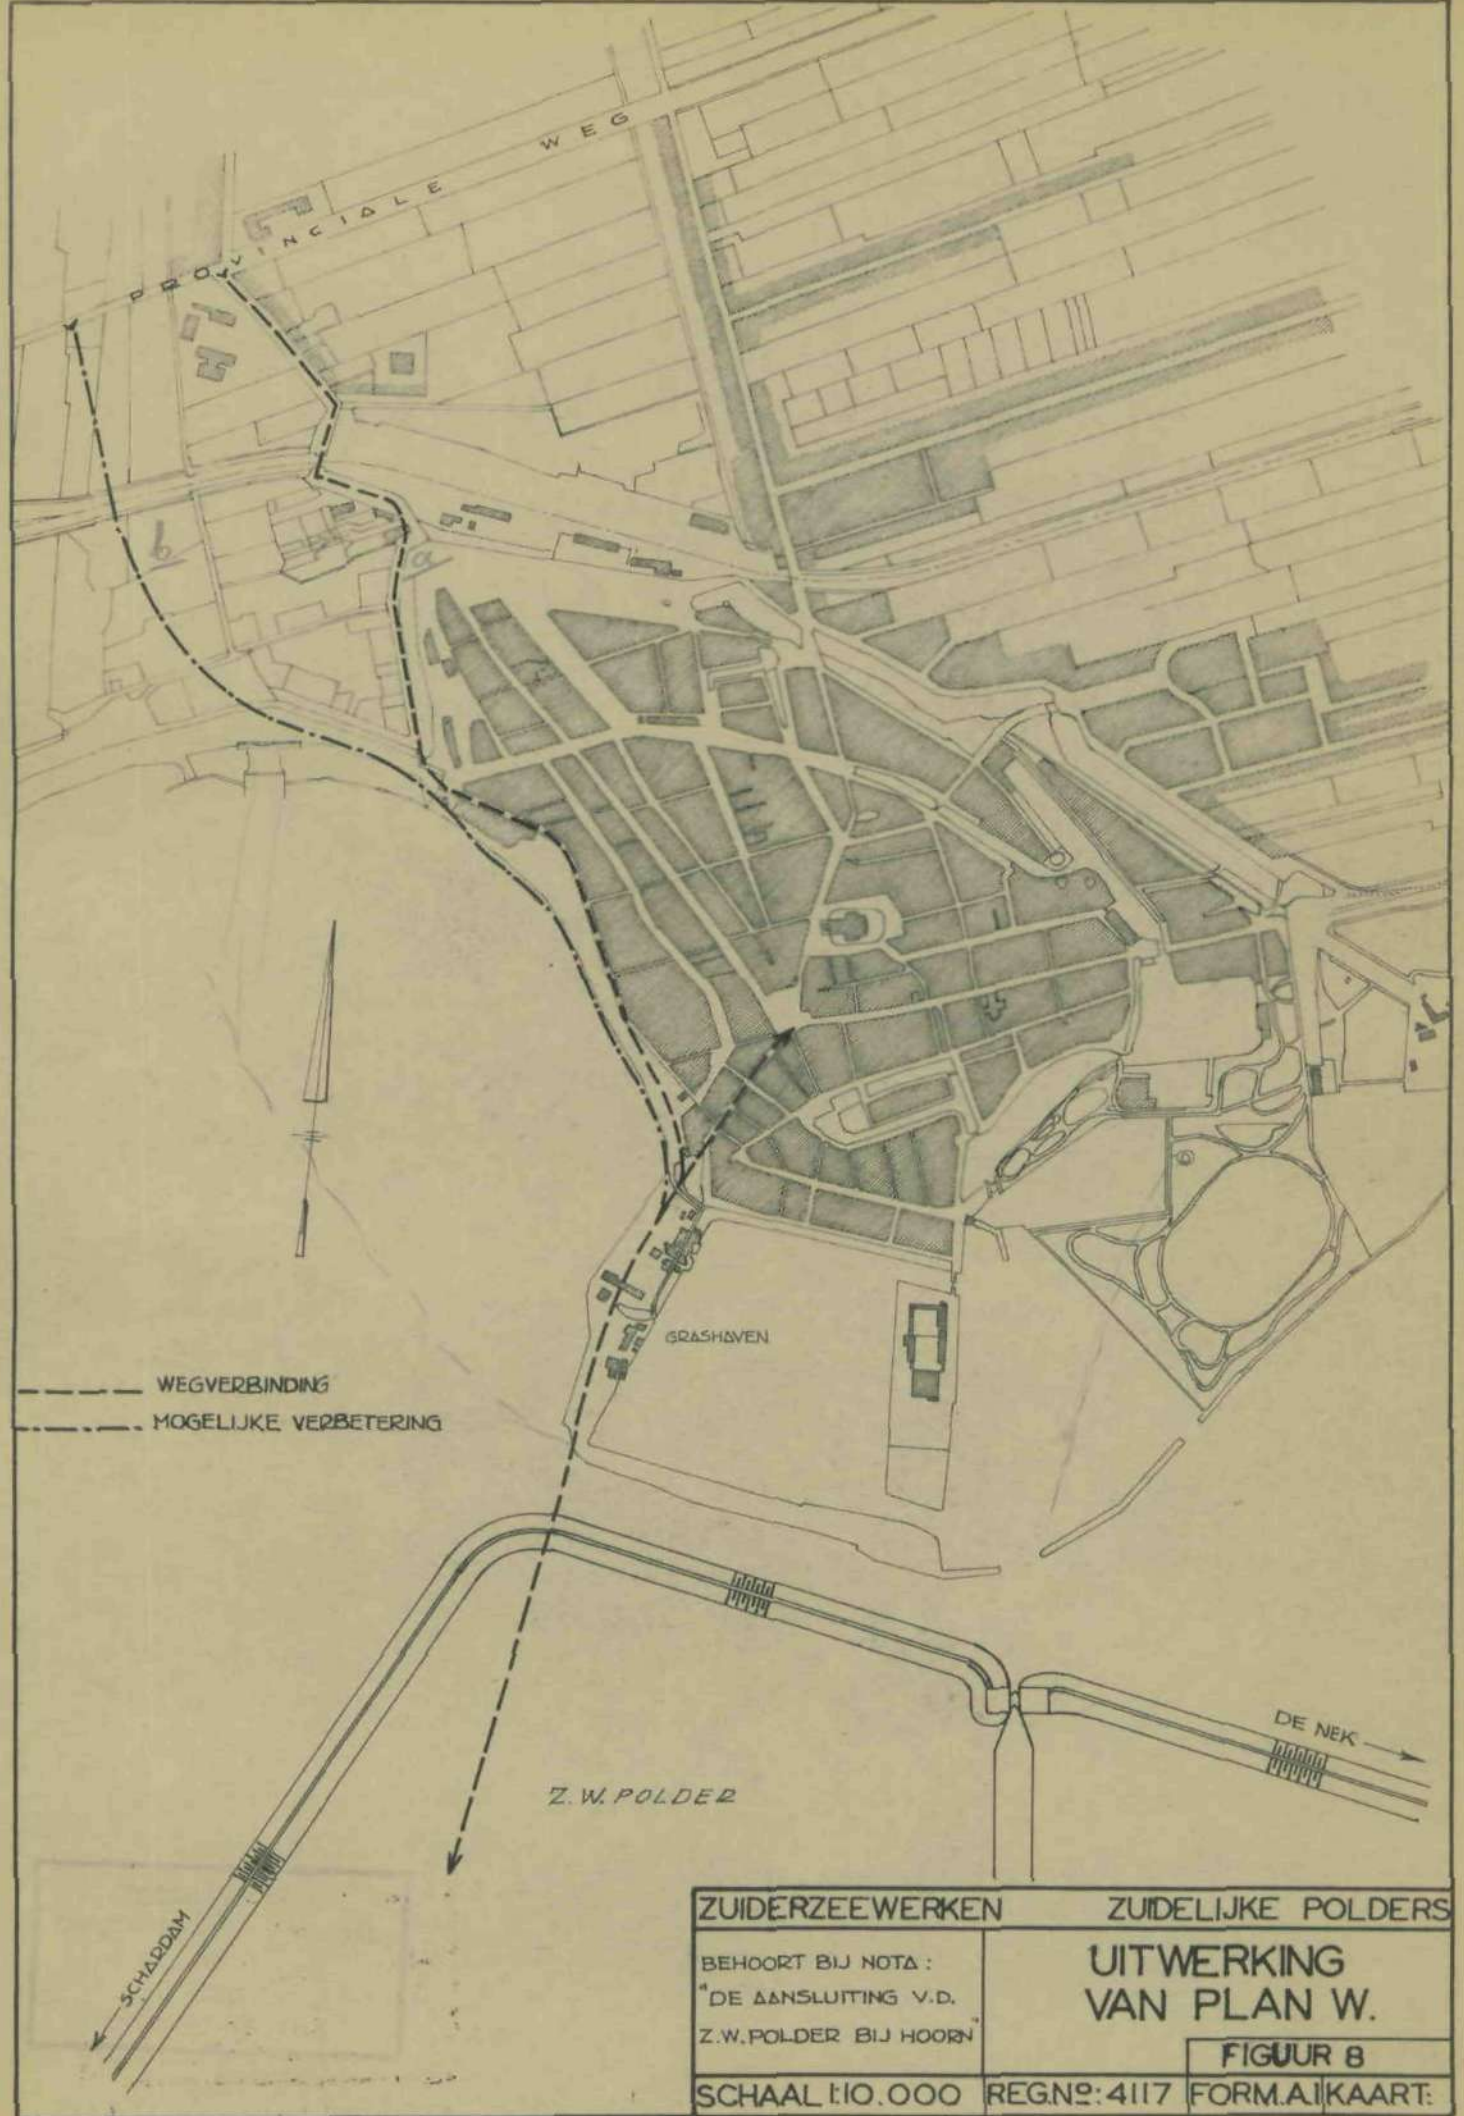 PROVINCIALE WEG
b
a
GRASHAVEN
WEGVERBINDING
MOGELIJKE VERBETERING
DE NEK
Z.W. POLDER
SCHARDAM
ZUIDERZEEWERKEN ZUIDELIJKE POLDERS
BEHOORT BIJ NOTA:
"DE AANSLUITING V.D.
Z.W. POLDER BIJ HOORN"
UITWERKING
VAN PLAN W.
FIGUUR 8
SCHAAL 1:10.000 REG.Nº: 4117 FORM.A1 KAART: